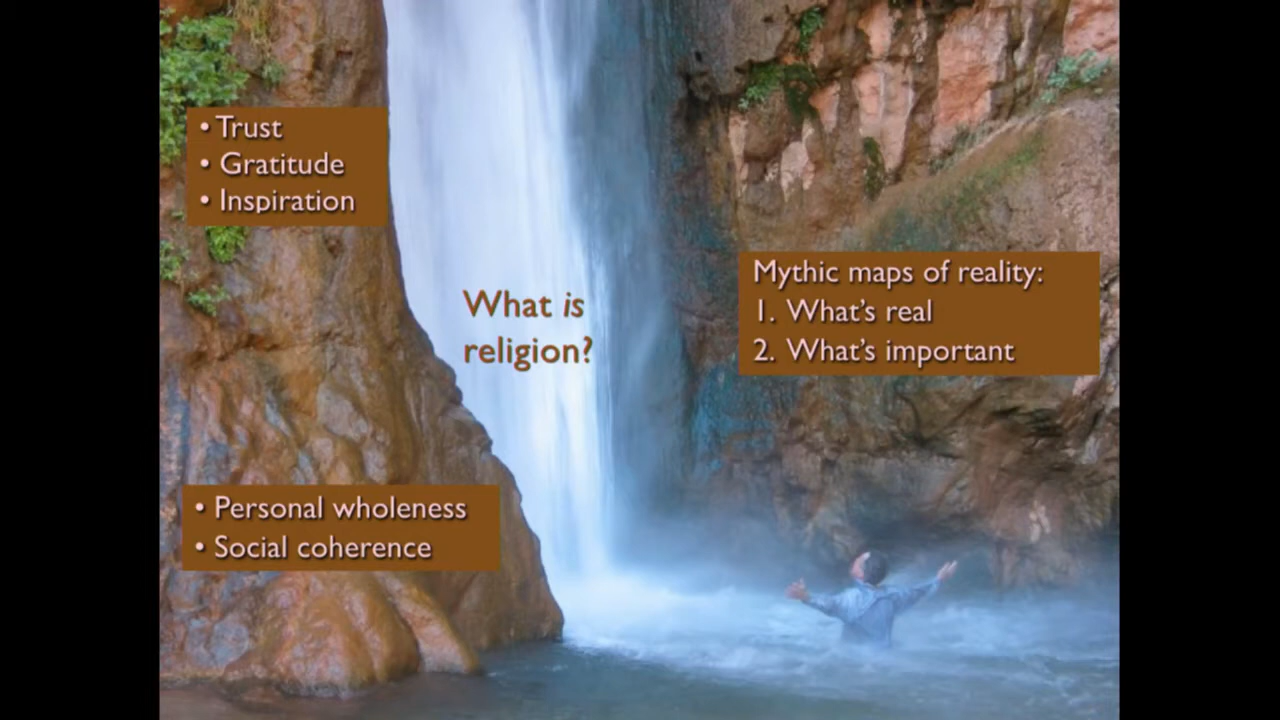 • Trust
• Gratitude
• Inspiration
What is
religion?
Mythic maps of reality:
1. What's real
2. What's important
• Personal wholeness
• Social coherence